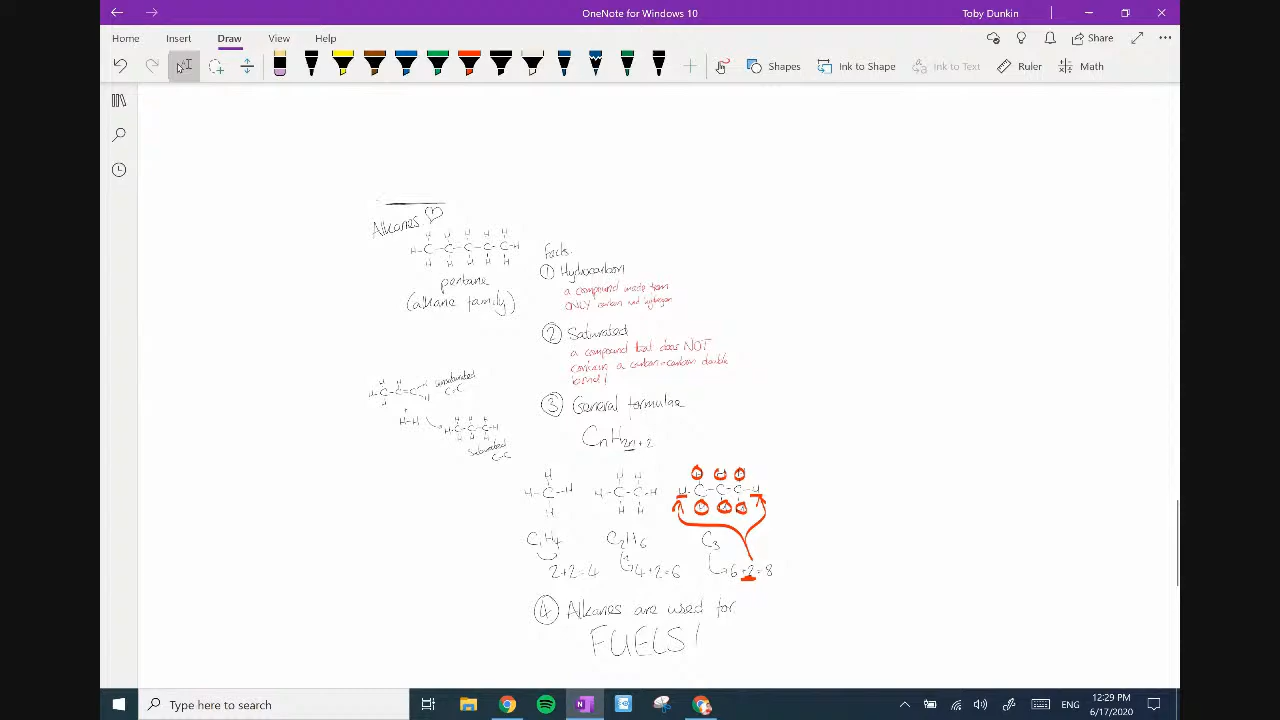 OneNote for Windows 10
Toby Dunkin
Home Insert Draw View Help
Share
Shapes Ink to Shape Ink to Text Ruler Math
Alkanes
H H H H H
H-C-C-C-C-C-H
H H H H H
pentane
(alkane family)
Facts.
① Hydrocarbon
a compound made from
ONLY carbon and hydrogen
② Saturated
a compound that does NOT
contain a carbon-carbon double
bond!
unsaturated
C=C
H-H
saturated
C-C
③ General formulae
CnH2n+2
H
H-C-H
H
H H
H-C-C-H
H H
H-C-C-C-H
C1H4
C2H6
C3
2+2=4
4+2=6
6+2=8
④ Alkanes are used for
FUELS!
Type here to search
ENG
12:29 PM
6/17/2020